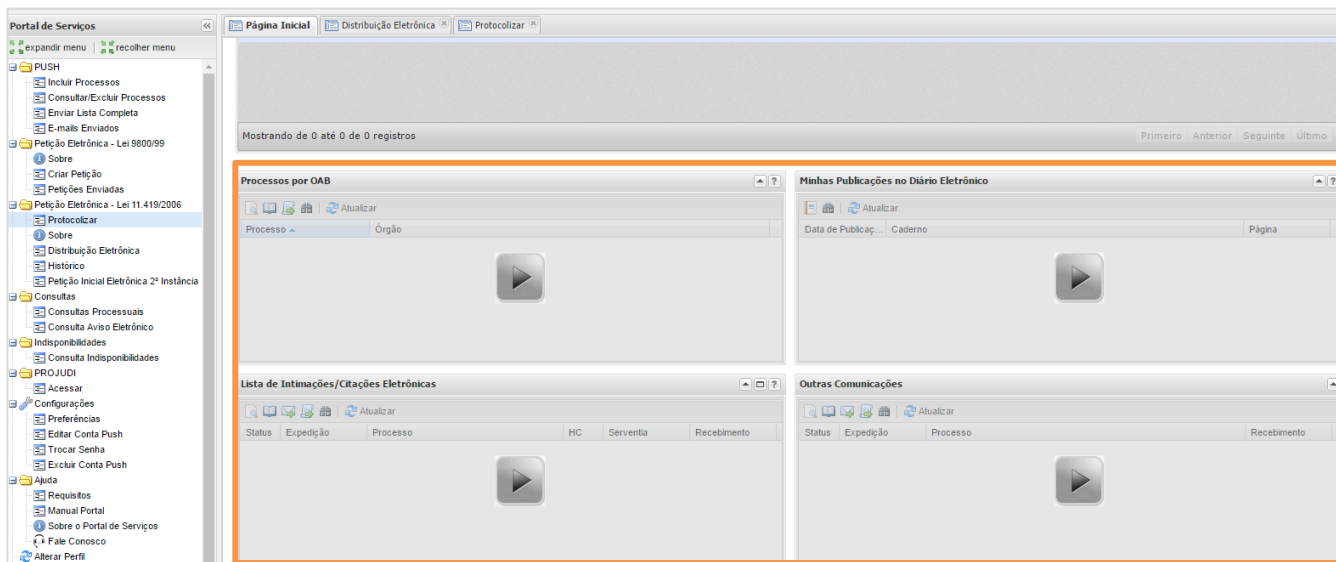 Portal de Serviços
expandir menu | recolher menu
PUSH
Incluir Processos
Consultar/Excluir Processos
Enviar Lista Completa
E-mails Enviados
Petição Eletrônica - Lei 9800/99
Sobre
Criar Petição
Petições Enviadas
Petição Eletrônica - Lei 11.419/2006
Protocolizar
Sobre
Distribuição Eletrônica
Histórico
Petição Inicial Eletrônica 2ª Instância
Consultas
Consultas Processuais
Consulta Aviso Eletrônico
Indisponibilidades
Consulta Indisponibilidades
PROJUDI
Acessar
Configurações
Preferências
Editar Conta Push
Trocar Senha
Excluir Conta Push
Ajuda
Requisitos
Manual Portal
Sobre o Portal de Serviços
Fale Conosco
Alterar Perfil
Página Inicial Distribuição Eletrônica Protocolizar
Mostrando de 0 até 0 de 0 registros Primeiro Anterior Seguinte Último
Processos por OAB
Atualizar
Processo Órgão
Minhas Publicações no Diário Eletrônico
Atualizar
Data de Publicaç... Caderno Página
Lista de Intimações/Citações Eletrônicas
Atualizar
Status Expedição Processo HC Serventia Recebimento
Outras Comunicações
Atualizar
Status Expedição Processo Recebimento